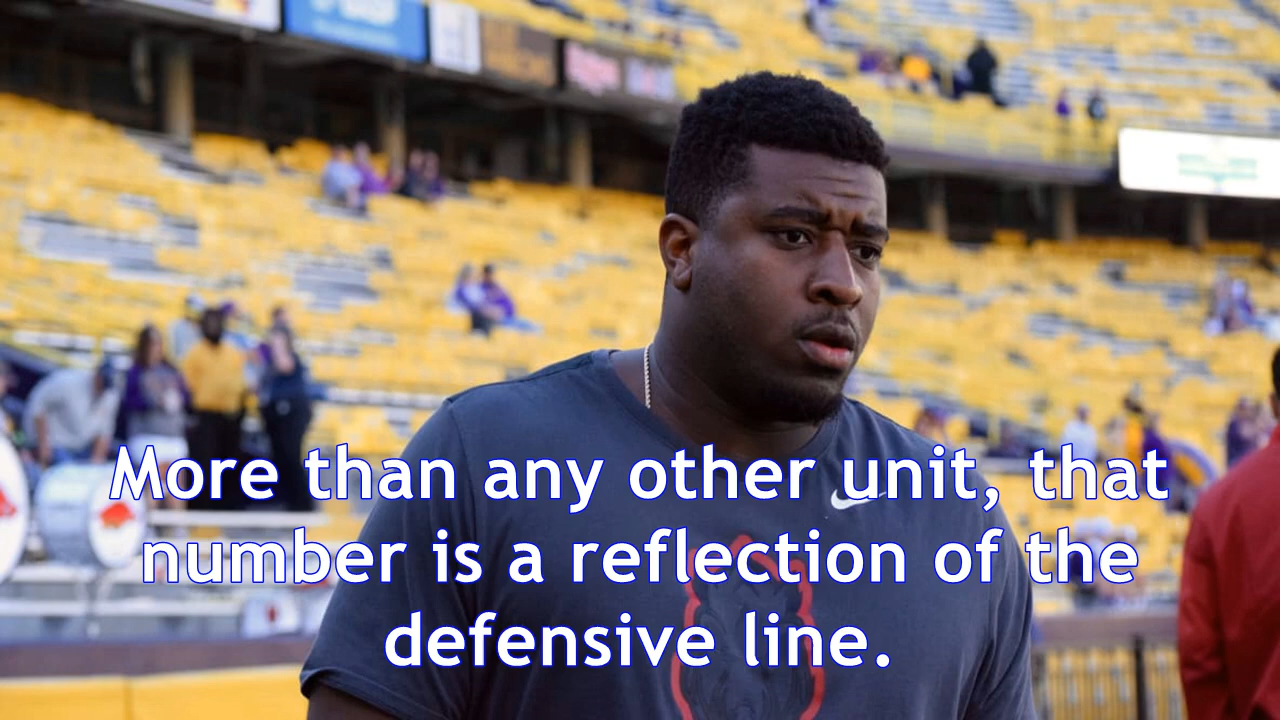 More than any other unit, that
number is a reflection of the
defensive line.